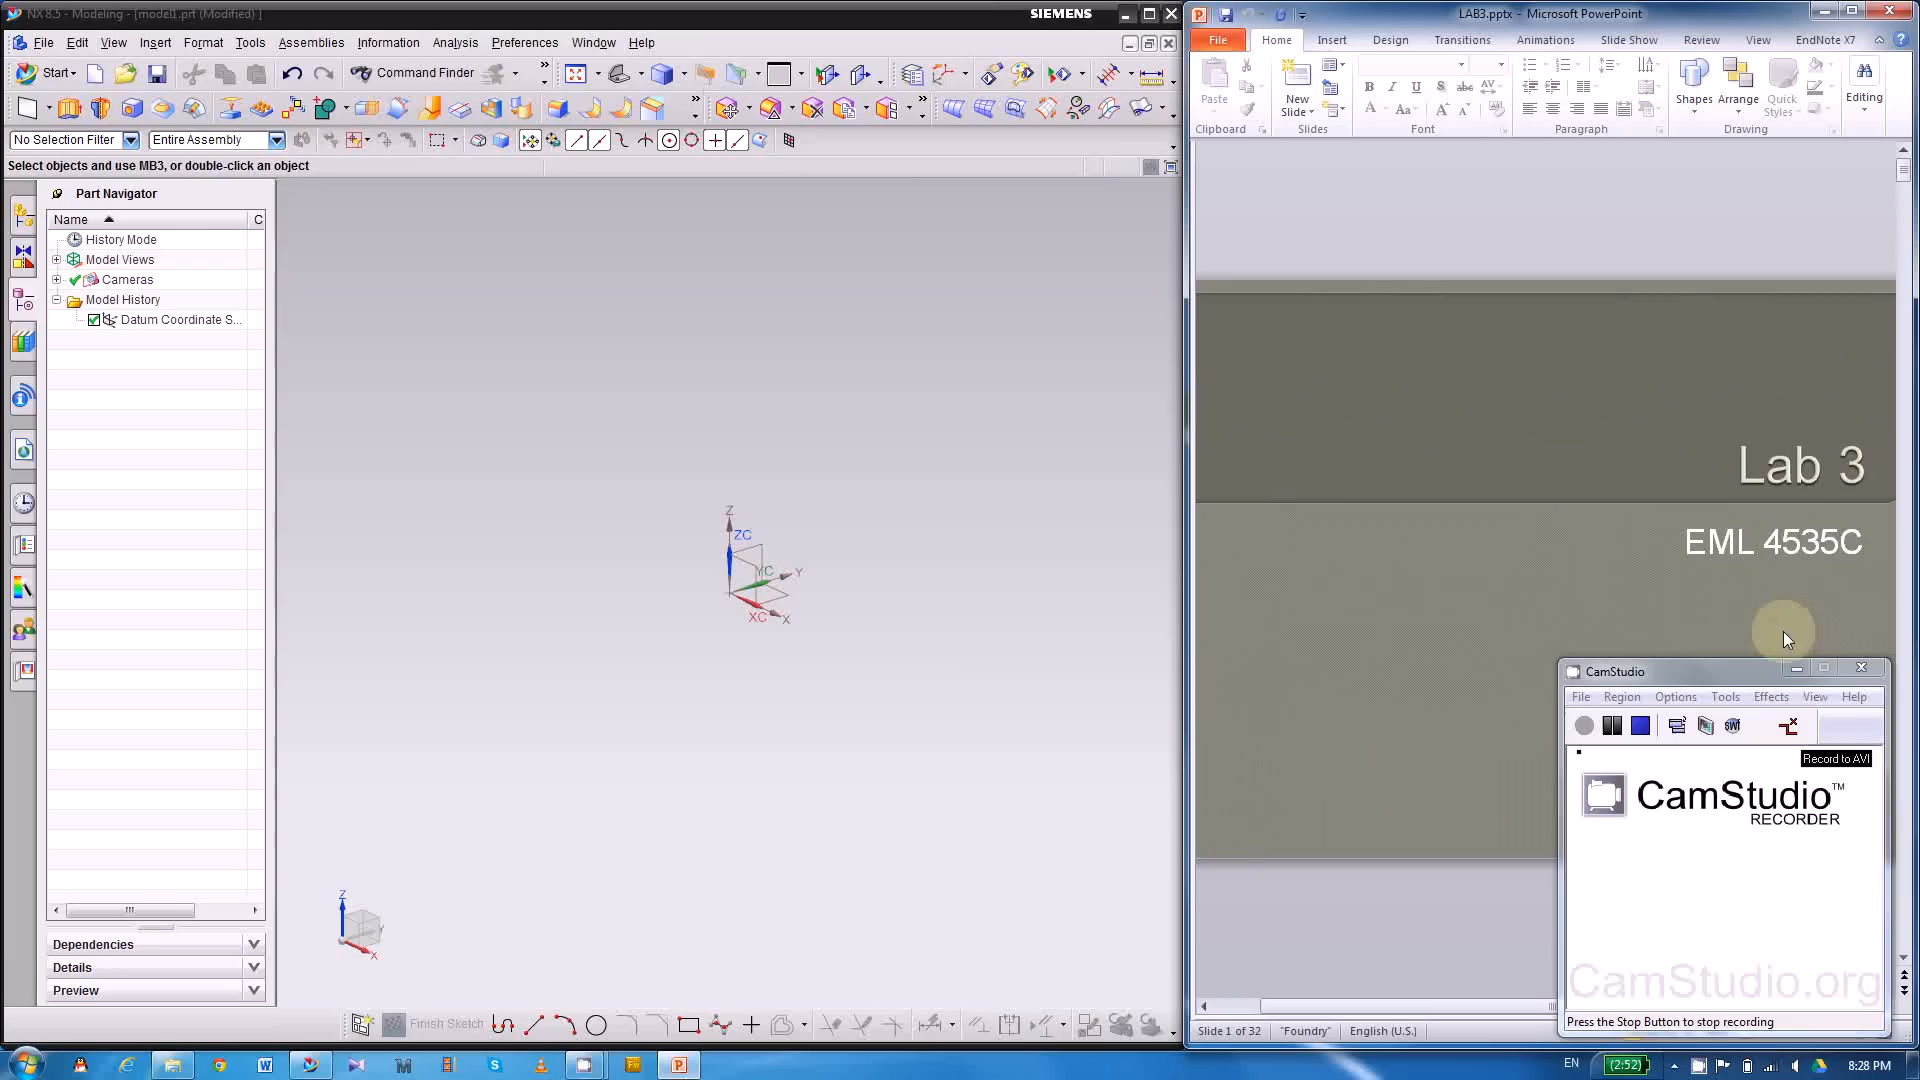 NX 8.5 - Modeling - [model1.prt (Modified) ]
SIEMENS
File Edit View Insert Format Tools Assemblies Information Analysis Preferences Window Help
Start
Command Finder
No Selection Filter
Entire Assembly
Select objects and use MB3, or double-click an object
Part Navigator
Name
C
History Mode
Model Views
Cameras
Model History
Datum Coordinate S...
Dependencies
Details
Preview
Z
ZC
YC
Y
XC
X
Z
Y
X
Finish Sketch
LAB3.pptx - Microsoft PowerPoint
File Home Insert Design Transitions Animations Slide Show Review View EndNote X7
Paste
New
Slide
Shapes Arrange Quick
Styles
Editing
B I U S abc AV
A Aa A A
Clipboard Slides Font Paragraph Drawing
Lab 3
EML 4535C
CamStudio
File Region Options Tools Effects View Help
SWF
Record to AVI
CamStudio™
RECORDER
CamStudio.org
Press the Stop Button to stop recording
Slide 1 of 32
"Foundry"
English (U.S.)
EN
(2:52)
8:28 PM